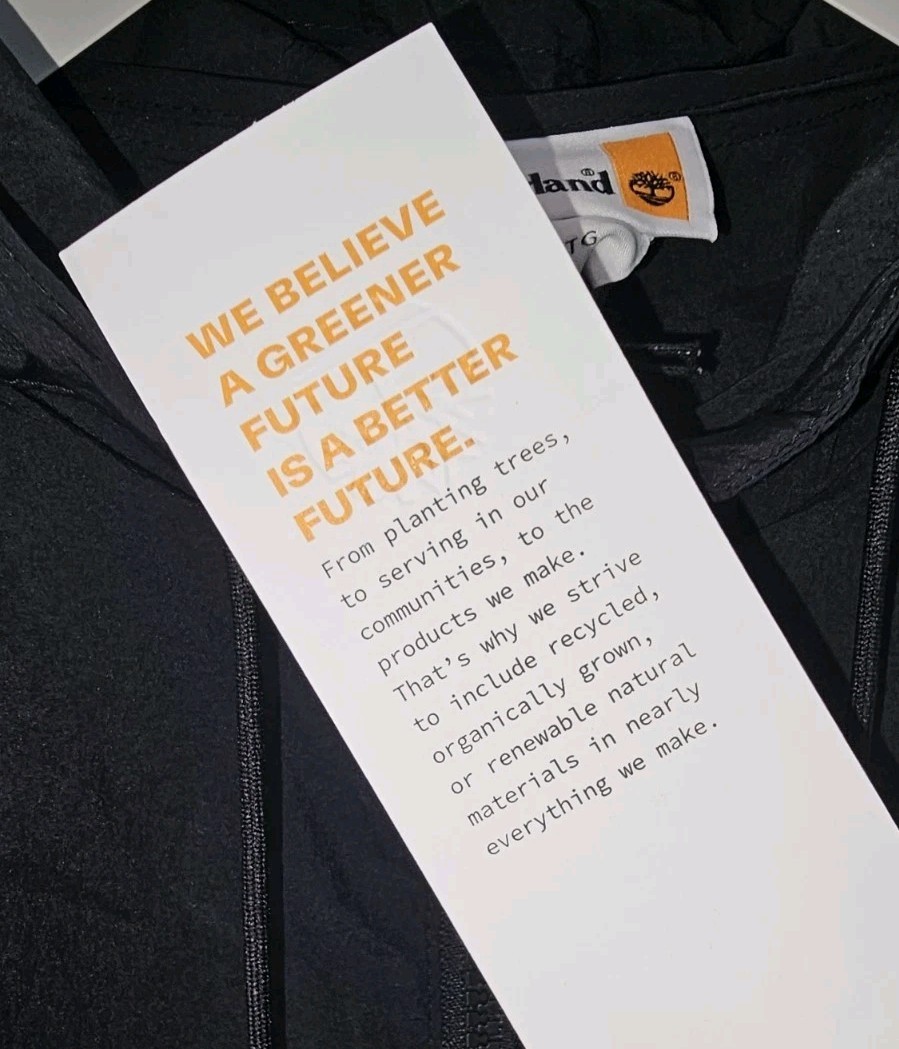 WE BELIEVE
A GREENER
FUTURE
IS A BETTER
FUTURE.
From planting trees,
to serving in our
communities, to the
products we make.
That's why we strive
to include recycled,
organically grown,
or renewable natural
materials in nearly
everything we make.
land®
®
TG